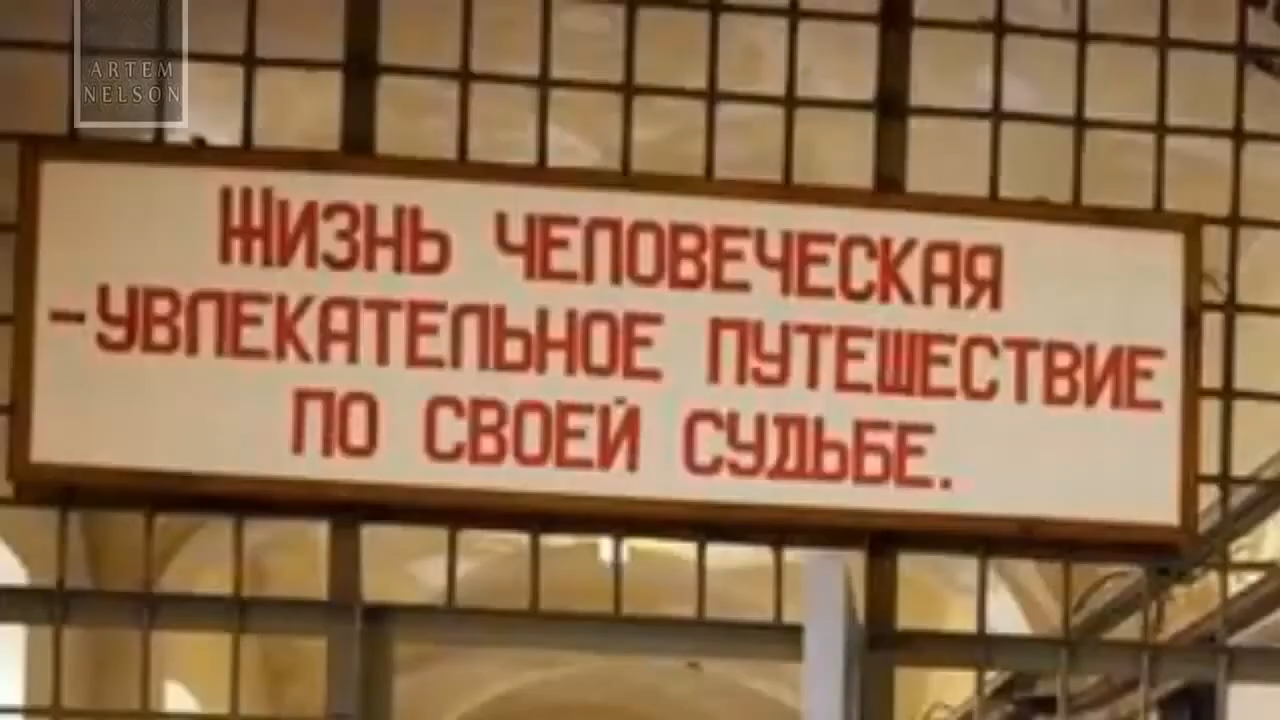 ARTEM
NELSON
ЖИЗНЬ ЧЕЛОВЕЧЕСКАЯ
-УВЛЕКАТЕЛЬНОЕ ПУТЕШЕСТВИЕ
ПО СВОЕЙ СУДЬБЕ.